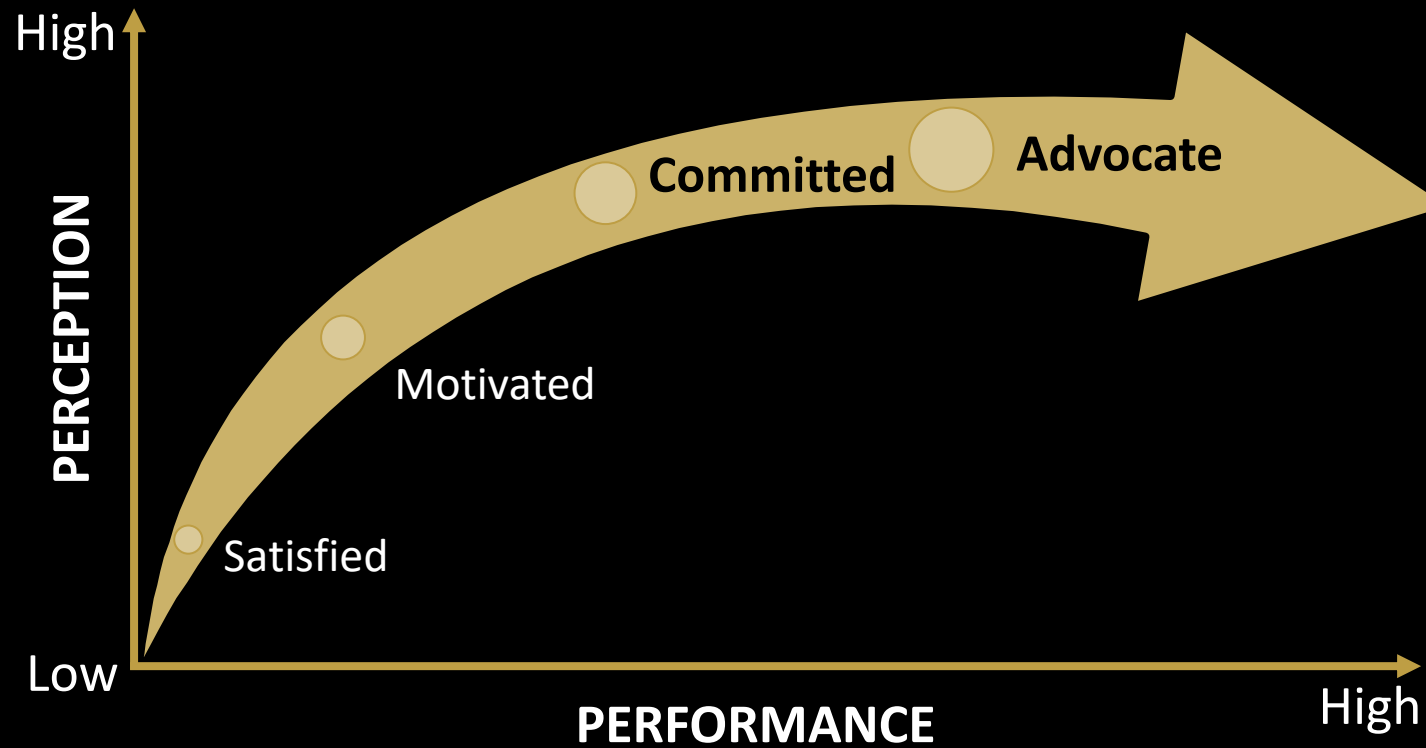 High
PERCEPTION
Committed
Advocate
Motivated
Satisfied
Low
High
PERFORMANCE